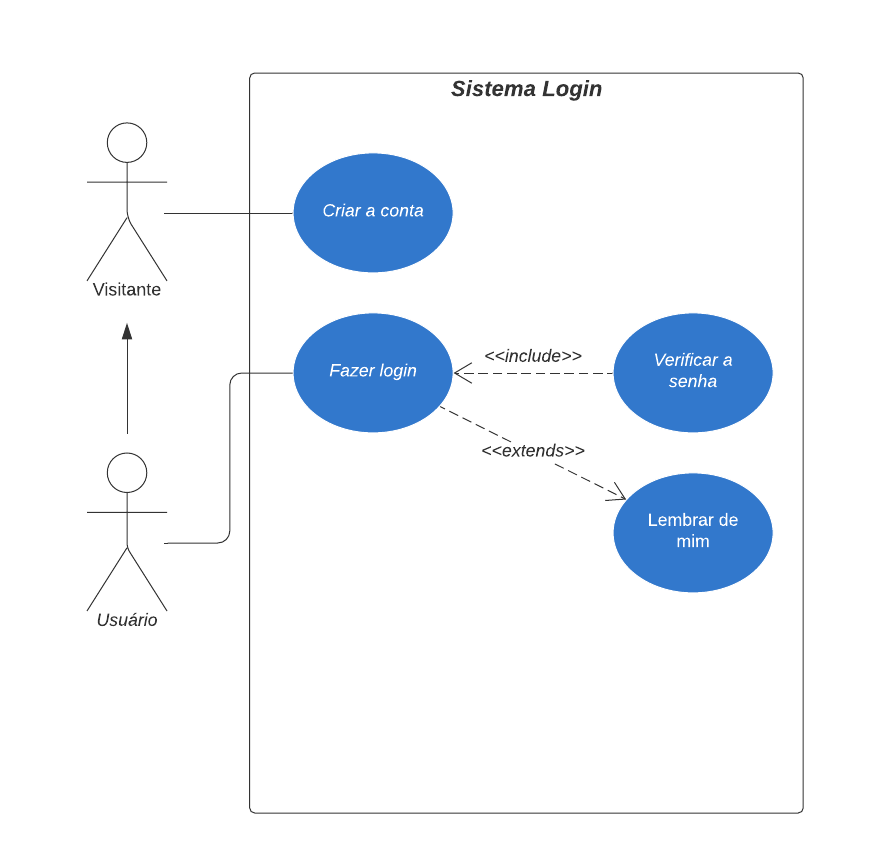 Sistema Login
Criar a conta
Visitante
Fazer login
<<include>>
Verificar a
senha
<<extends>>
Lembrar de
mim
Usuário